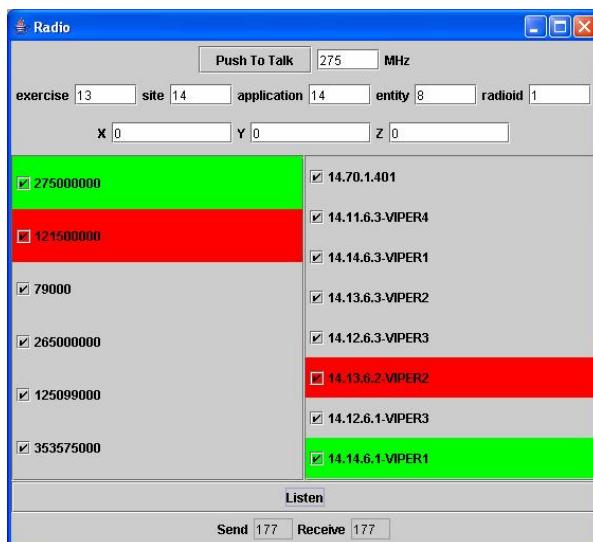 Radio
Push To Talk 275 MHz
exercise 13 site 14 application 14 entity 8 radioid 1
X 0 Y 0 Z 0
275000000
121500000
79000
265000000
125099000
353575000
14.70.1.401
14.11.6.3-VIPER4
14.14.6.3-VIPER1
14.13.6.3-VIPER2
14.12.6.3-VIPER3
14.13.6.2-VIPER2
14.12.6.1-VIPER3
14.14.6.1-VIPER1
Listen
Send 177 Receive 177